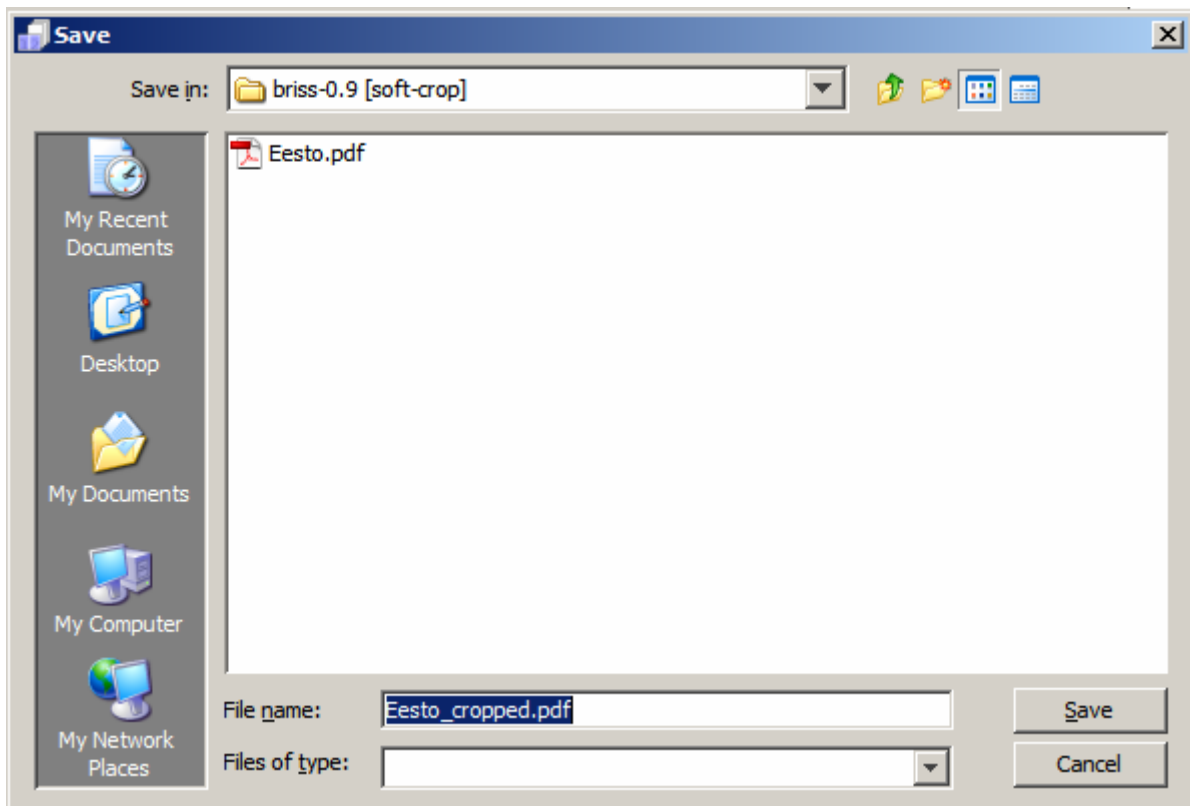 Save
Save in:
briss-0.9 [soft-crop]
Eesto.pdf
My Recent
Documents
Desktop
My Documents
My Computer
My Network
Places
File name:
Eesto_cropped.pdf
Save
Files of type:
Cancel